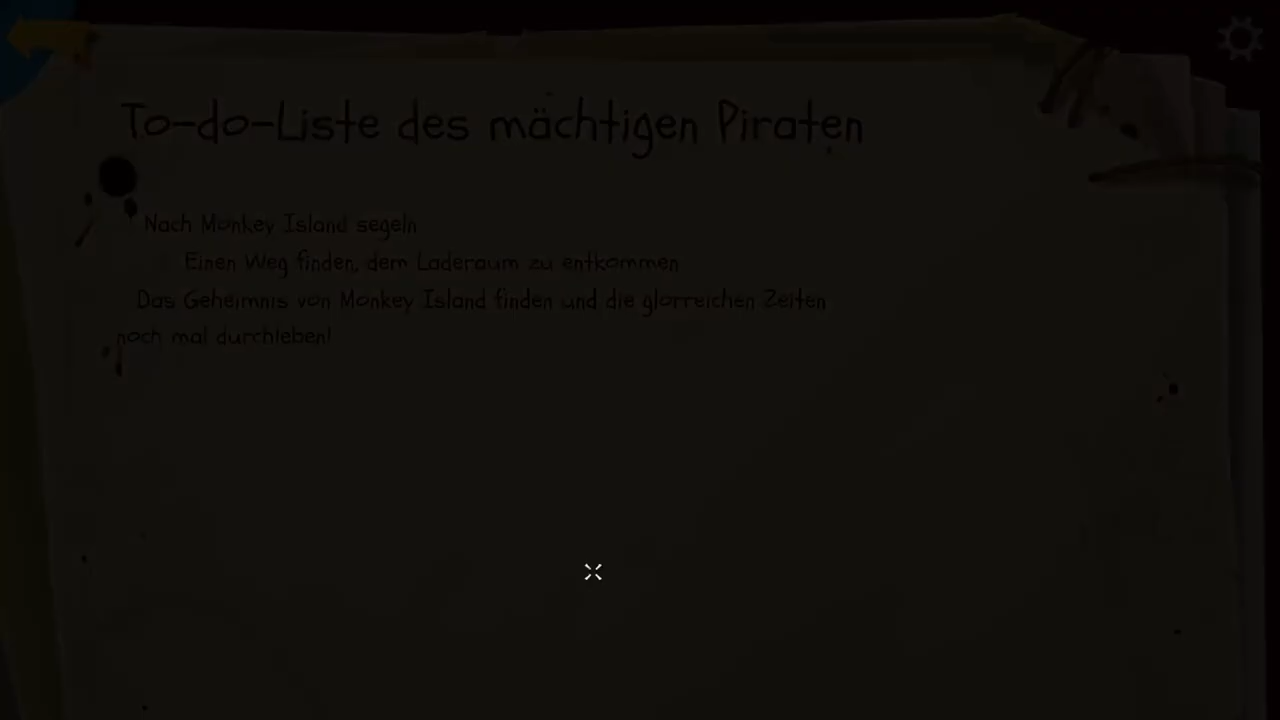 To-do-Liste des mächtigen Piraten
Nach Monkey Island segeln
Einen Weg finden, dem Laderaum zu entkommen
Das Geheimnis von Monkey Island finden und die glorreichen Zeiten
noch mal durchleben!